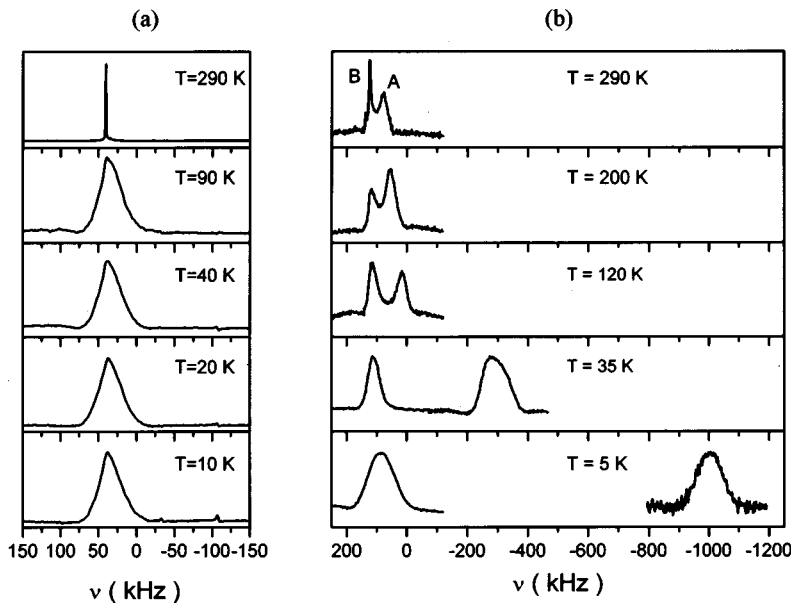 (a)
(b)
T=290 K
T=90 K
T=40 K
T=20 K
T=10 K
150 100 50 0 -50 -100 -150
ν ( kHz )
B
A
T = 290 K
T = 200 K
T = 120 K
T = 35 K
T = 5 K
200 0 -200 -400 -600 -800 -1000 -1200
ν ( kHz )